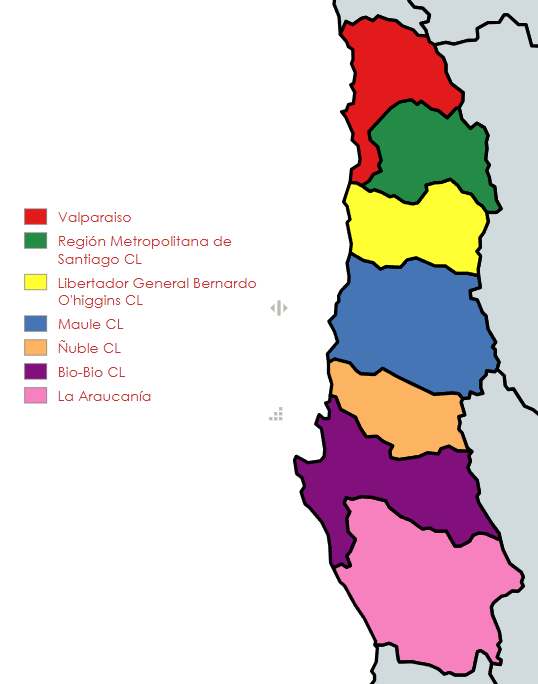 Valparaiso
Región Metropolitana de
Santiago CL
Libertador General Bernardo
O'higgins CL
Maule CL
Ñuble CL
Bio-Bio CL
La Araucanía